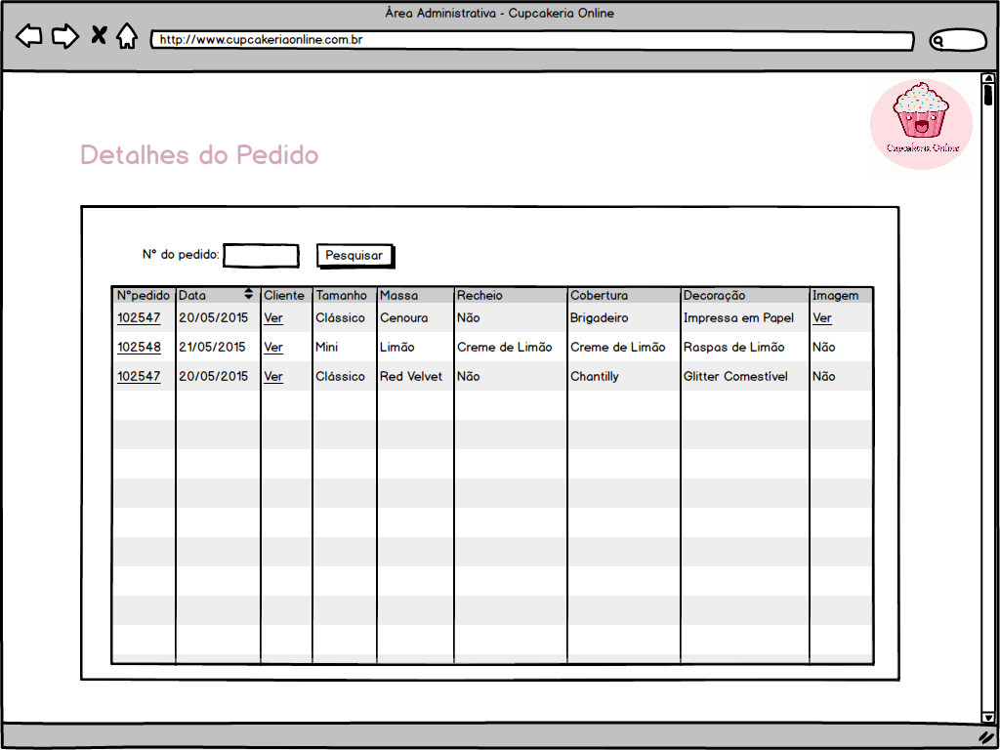 Área Administrativa - Cupcakeria Online
http://www.cupcakeriaonline.com.br
Cupcakeria Online
Detalhes do Pedido
N° do pedido: Pesquisar
N°pedido Data Cliente Tamanho Massa Recheio Cobertura Decoração Imagem
102547 20/05/2015 Ver Clássico Cenoura Não Brigadeiro Impressa em Papel Ver
102548 21/05/2015 Ver Mini Limão Creme de Limão Creme de Limão Raspas de Limão Não
102547 20/05/2015 Ver Clássico Red Velvet Não Chantilly Glitter Comestível Não